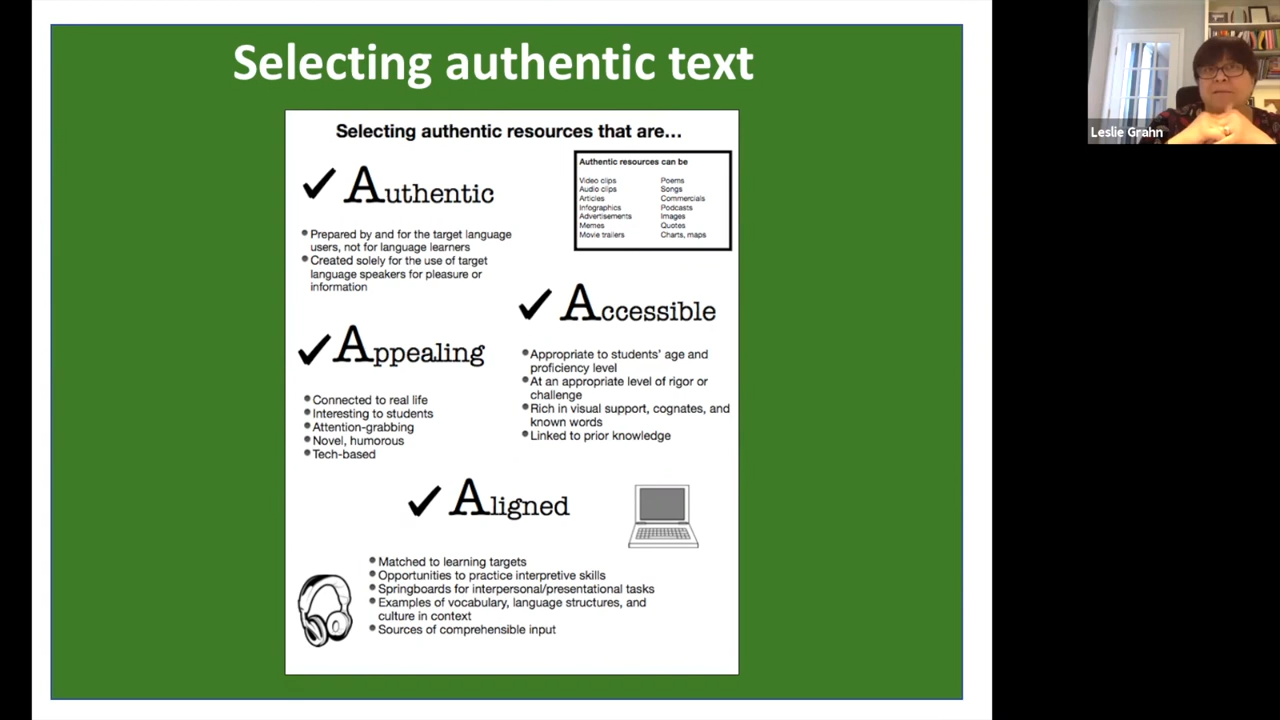 Selecting authentic text
Selecting authentic resources that are…
Authentic
• Prepared by and for the target language
users, not for language learners
• Created solely for the use of target
language speakers for pleasure or
information
Authentic resources can be
Video clips
Audio clips
Articles
Infographics
Advertisements
Memes
Movie trailers
Poems
Songs
Commercials
Podcasts
Images
Quotes
Charts, maps
Accessible
• Appropriate to students' age and
proficiency level
• At an appropriate level of rigor or
challenge
• Rich in visual support, cognates, and
known words
• Linked to prior knowledge
Appealing
• Connected to real life
• Interesting to students
• Attention-grabbing
• Novel, humorous
• Tech-based
Aligned
• Matched to learning targets
• Opportunities to practice interpretive skills
• Springboards for interpersonal/presentational tasks
• Examples of vocabulary, language structures, and
culture in context
• Sources of comprehensible input
Leslie Grahn